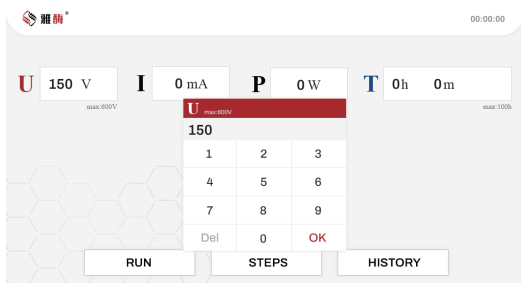 雅酶®
00:00:00
U 150 V
I 0 mA
P 0 W
T 0h 0m
max:600V
max:100h
U max:600V
150
1 2 3
4 5 6
7 8 9
Del 0 OK
RUN STEPS HISTORY